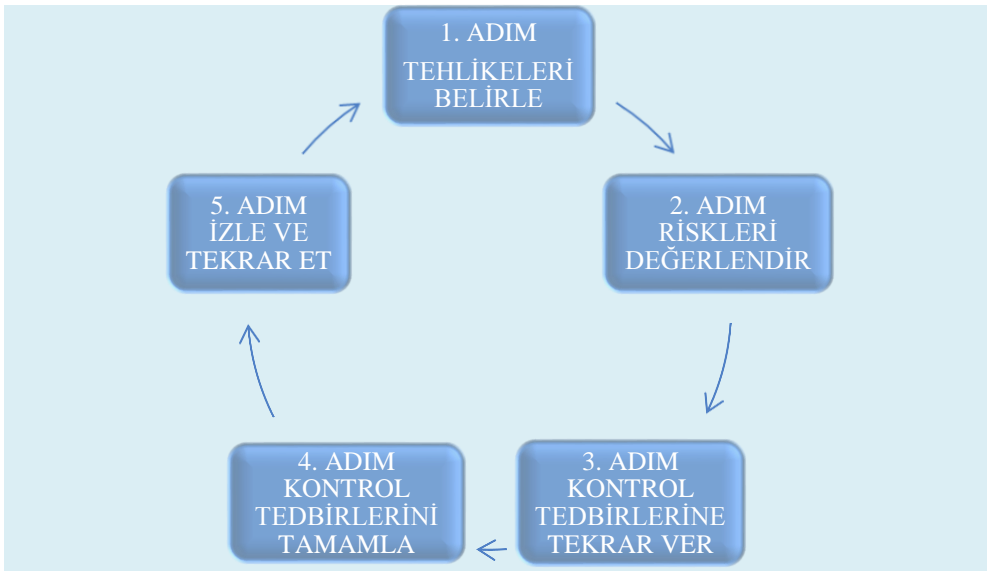 1. ADIM
TEHLİKELERİ
BELİRLE
2. ADIM
RİSKLERİ
DEĞERLENDİR
3. ADIM
KONTROL
TEDBİRLERİNE
TEKRAR VER
4. ADIM
KONTROL
TEDBİRLERİNİ
TAMAMLA
5. ADIM
İZLE VE
TEKRAR ET